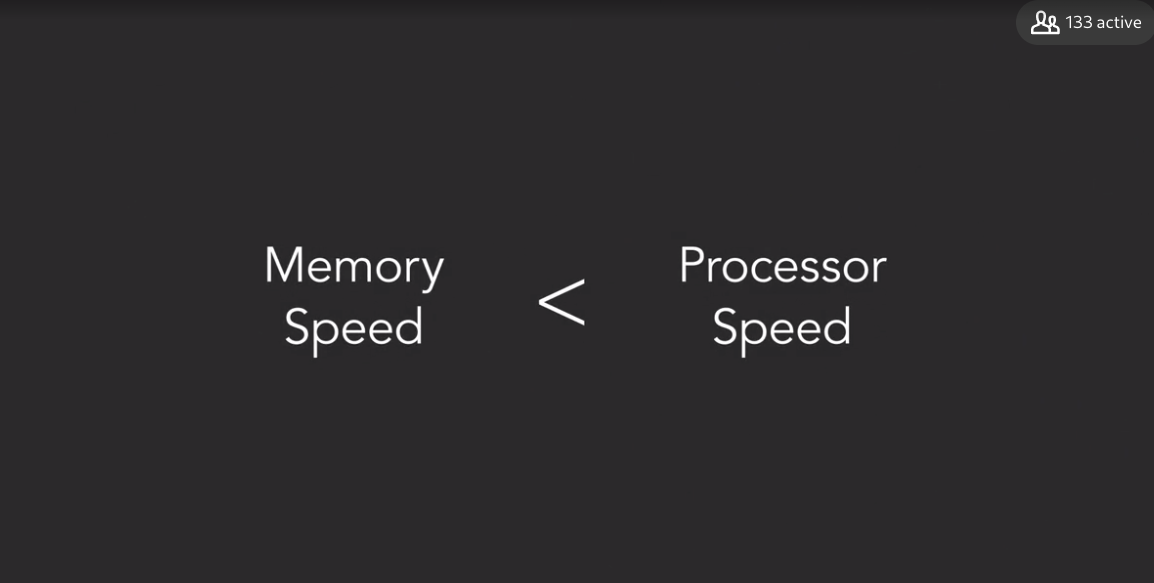 133 active
Memory
Speed
<
Processor
Speed